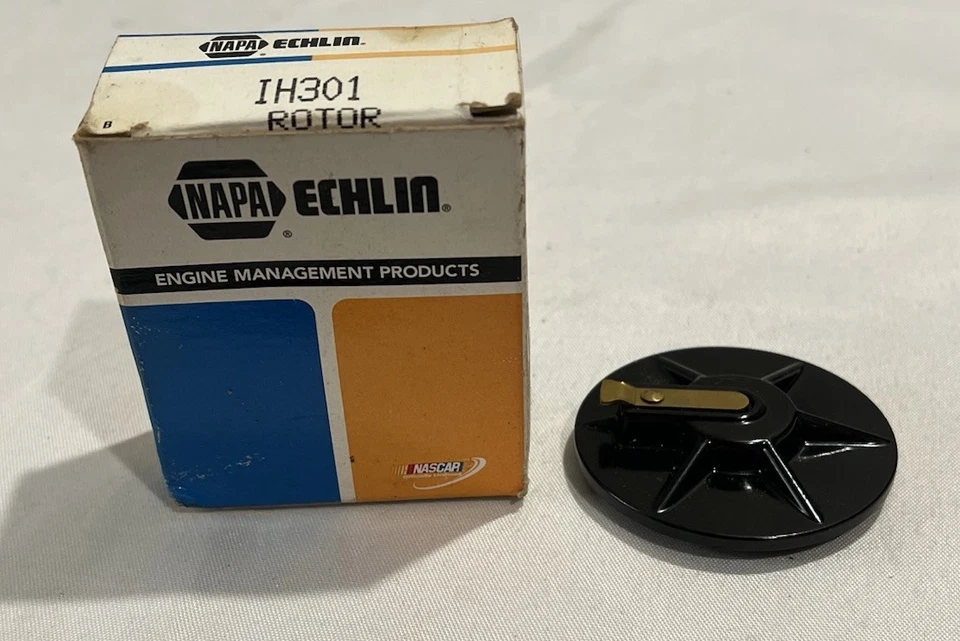 NAPA ECHLIN
IH301
ROTOR
B
NAPA® ECHLIN®
®
ENGINE MANAGEMENT PRODUCTS
NASCAR